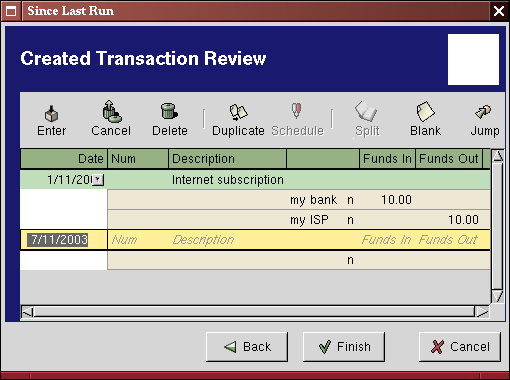 Since Last Run
Created Transaction Review
Enter Cancel Delete Duplicate Schedule Split Blank Jump
Date Num Description Funds In Funds Out
1/11/20 Internet subscription
my bank n 10.00
my ISP n 10.00
7/11/2003 Num Description Funds In Funds Out
n
Back Finish Cancel